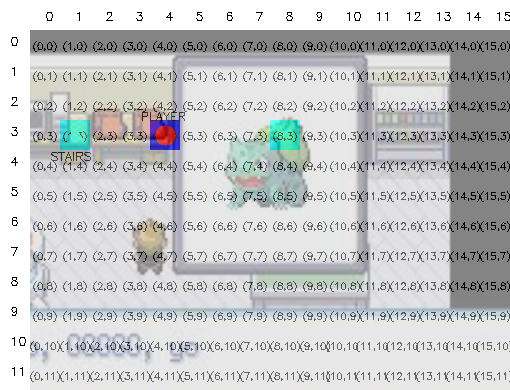 0 1 2 3 4 5 6 7 8 9 10 11 12 13 14 15
0 (0,0) (1,0) (2,0) (3,0) (4,0) (5,0) (6,0) (7,0) (8,0) (9,0) (10,0) (11,0) (12,0) (13,0) (14,0) (15,0)
1 (0,1) (1,1) (2,1) (3,1) (4,1) (5,1) (6,1) (7,1) (8,1) (9,1) (10,1) (11,1) (12,1) (13,1) (14,1) (15,1)
2 (0,2) (1,2) (2,2) (3,2) (4,2) (5,2) (6,2) (7,2) (8,2) (9,2) (10,2) (11,2) (12,2) (13,2) (14,2) (15,2)
PLAYER
3 (0,3) (2,3) (3,3) (5,3) (6,3) (7,3) (8,3) (9,3) (10,3) (11,3) (12,3) (13,3) (14,3) (15,3)
STAIRS
4 (0,4) (1,4) (2,4) (3,4) (4,4) (5,4) (6,4) (7,4) (8,4) (9,4) (10,4) (11,4) (12,4) (13,4) (14,4) (15,4)
5 (0,5) (1,5) (2,5) (3,5) (4,5) (5,5) (6,5) (7,5) (8,5) (9,5) (10,5) (11,5) (12,5) (13,5) (14,5) (15,5)
6 (0,6) (1,6) (2,6) (3,6) (4,6) (5,6) (6,6) (7,6) (8,6) (9,6) (10,6) (11,6) (12,6) (13,6) (14,6) (15,6)
7 (0,7) (1,7) (2,7) (3,7) (4,7) (5,7) (6,7) (7,7) (8,7) (9,7) (10,7) (11,7) (12,7) (13,7) (14,7) (15,7)
8 (0,8) (1,8) (2,8) (3,8) (4,8) (5,8) (6,8) (7,8) (8,8) (9,8) (10,8) (11,8) (12,8) (13,8) (14,8) (15,8)
9 (0,9) (1,9) (2,9) (3,9) (4,9) (5,9) (6,9) (7,9) (8,9) (9,9) (10,9) (11,9) (12,9) (13,9) (14,9) (15,9)
10 (0,10) (1,10) (2,10) (3,10) (4,10) (5,10) (6,10) (7,10) (8,10) (9,10) (10,10) (11,10) (12,10) (13,10) (14,10) (15,10)
11 (0,11) (1,11) (2,11) (3,11) (4,11) (5,11) (6,11) (7,11) (8,11) (9,11) (10,11) (11,11) (12,11) (13,11) (14,11) (15,11)